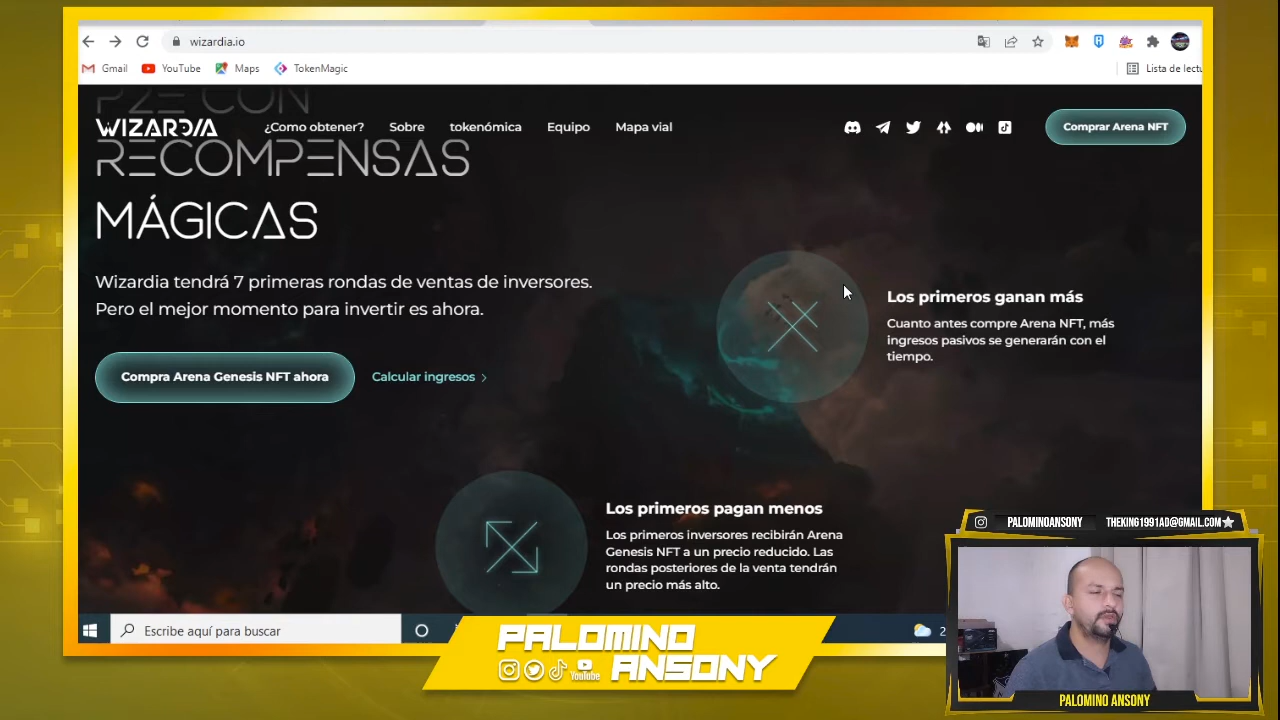 wizardia.io
Gmail YouTube Maps TokenMagic Lista de lectu
P2E CON
WIZARDIA ¿Como obtener? Sobre tokenómica Equipo Mapa vial Comprar Arena NFT
RECOMPENSAS
MÁGICAS
Wizardia tendrá 7 primeras rondas de ventas de inversores.
Pero el mejor momento para invertir es ahora.
Compra Arena Genesis NFT ahora Calcular ingresos
Los primeros ganan más
Cuanto antes compre Arena NFT, más
ingresos pasivos se generarán con el
tiempo.
Los primeros pagan menos
Los primeros inversores recibirán Arena
Genesis NFT a un precio reducido. Las
rondas posteriores de la venta tendrán
un precio más alto.
PALOMINOANSONY THEKING1991AD@GMAIL.COM
Escribe aquí para buscar 2
PALOMINO
YouTube ANSONY
PALOMINO ANSONY